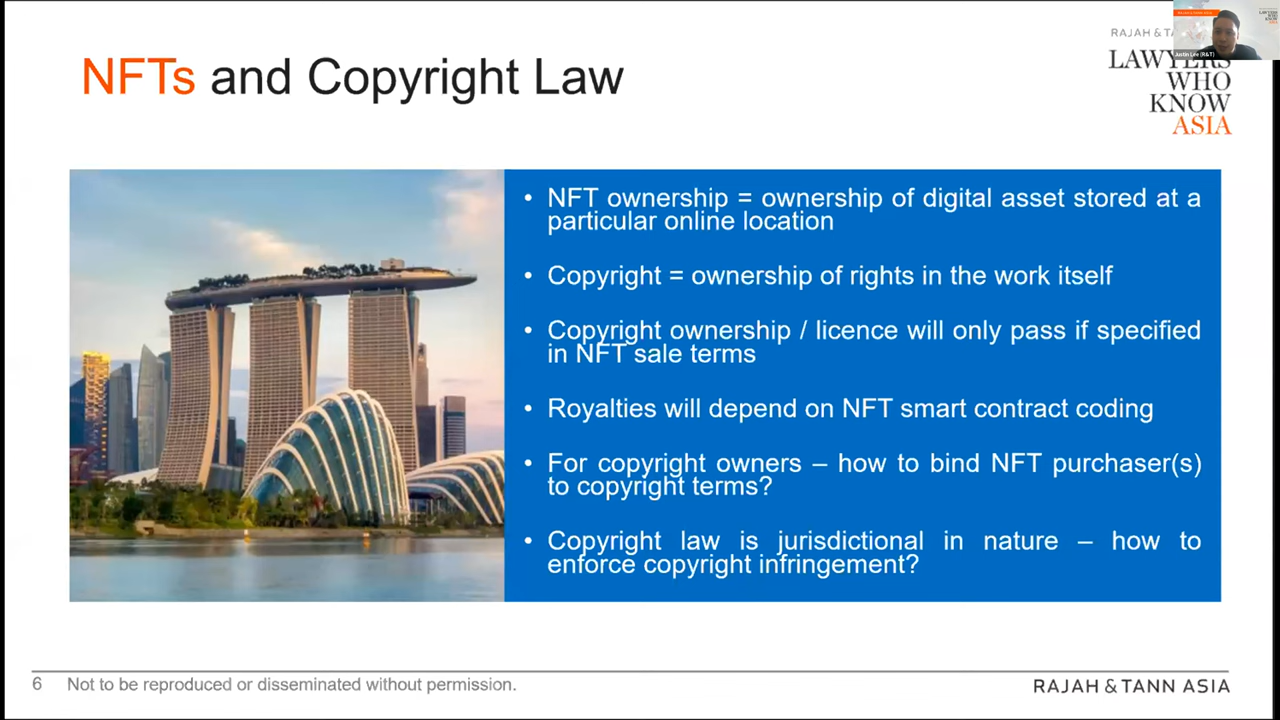 RAJAH & TANN
Justin Lee (R&T)
LAWYERS
WHO
KNOW
ASIA
NFTs and Copyright Law
• NFT ownership = ownership of digital asset stored at a
particular online location
• Copyright = ownership of rights in the work itself
• Copyright ownership / licence will only pass if specified
in NFT sale terms
• Royalties will depend on NFT smart contract coding
• For copyright owners – how to bind NFT purchaser(s)
to copyright terms?
• Copyright law is jurisdictional in nature – how to
enforce copyright infringement?
6 Not to be reproduced or disseminated without permission.
RAJAH & TANN ASIA